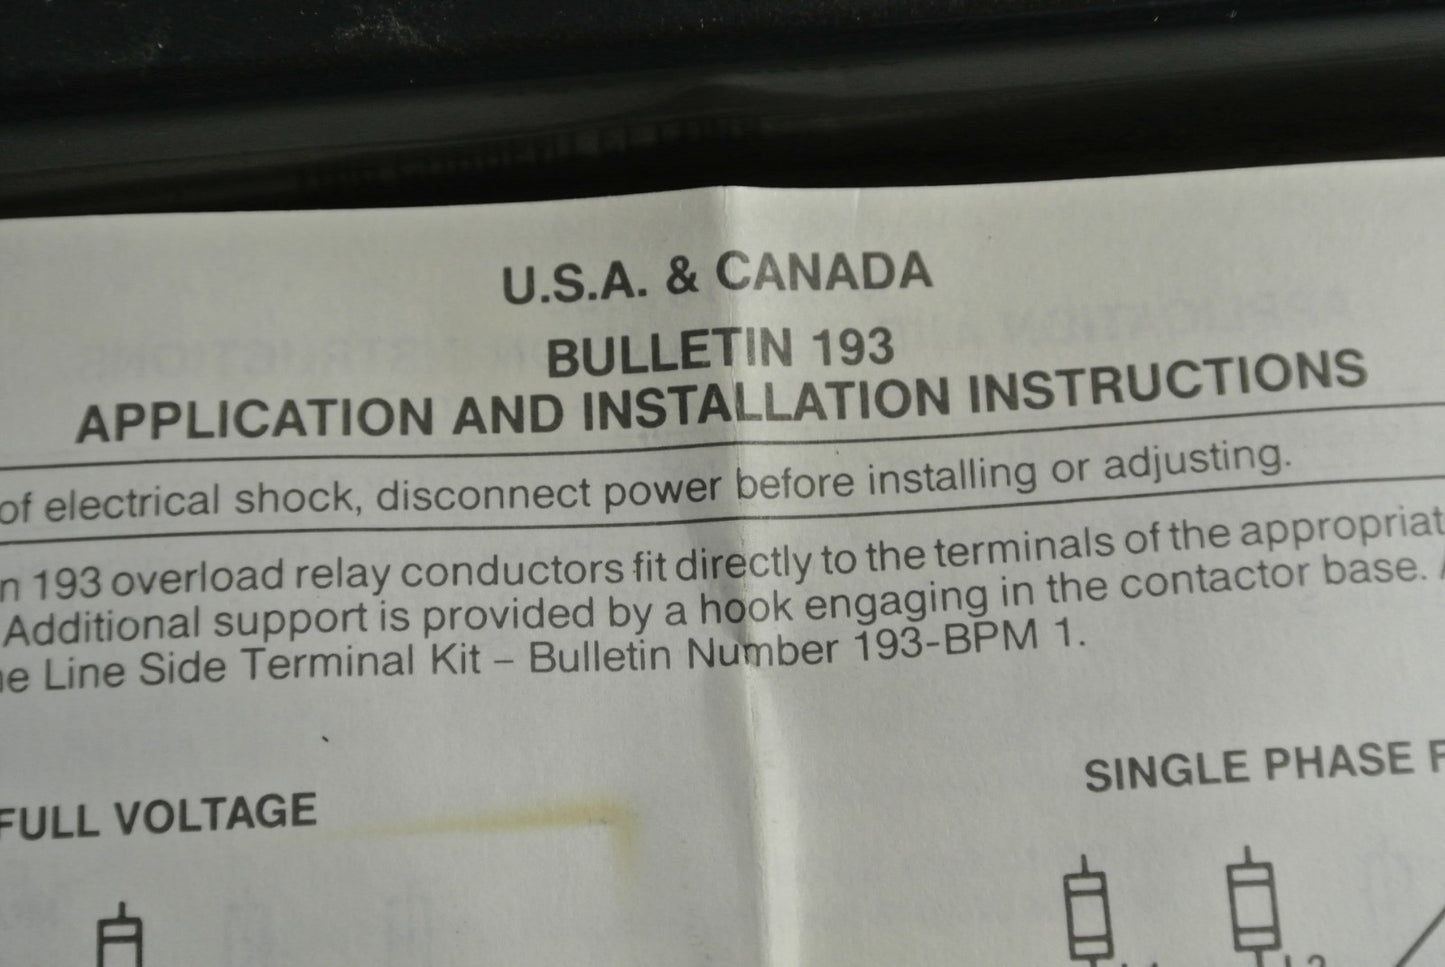 U.S.A. & CANADA
BULLETIN 193
APPLICATION AND INSTALLATION INSTRUCTIONS
of electrical shock, disconnect power before installing or adjusting.
193 overload relay conductors fit directly to the terminals of the appropriat
Additional support is provided by a hook engaging in the contactor base.
Line Side Terminal Kit – Bulletin Number 193-BPM 1.
FULL VOLTAGE
SINGLE PHASE